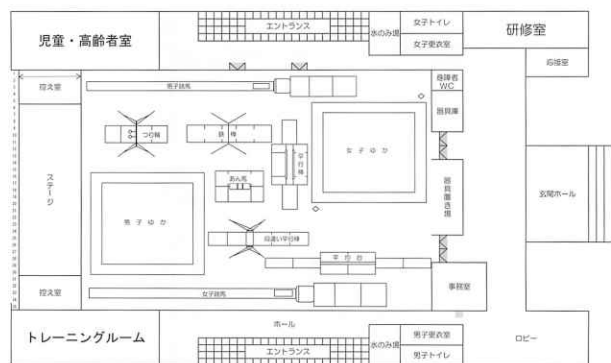 児童・高齢者室
エントランス
水のみ場
女子トイレ
女子更衣室
研修室
応接室
控え室
男子跳馬
身障者
WC
器具庫
つり輪
鉄棒
平行棒
女子ゆか
あん馬
ステージ
器具置き場
玄関ホール
男子ゆか
段違い平行棒
平均台
控え室
女子跳馬
事務室
トレーニングルーム
ホール
エントランス
水のみ場
男子更衣室
男子トイレ
ロビー